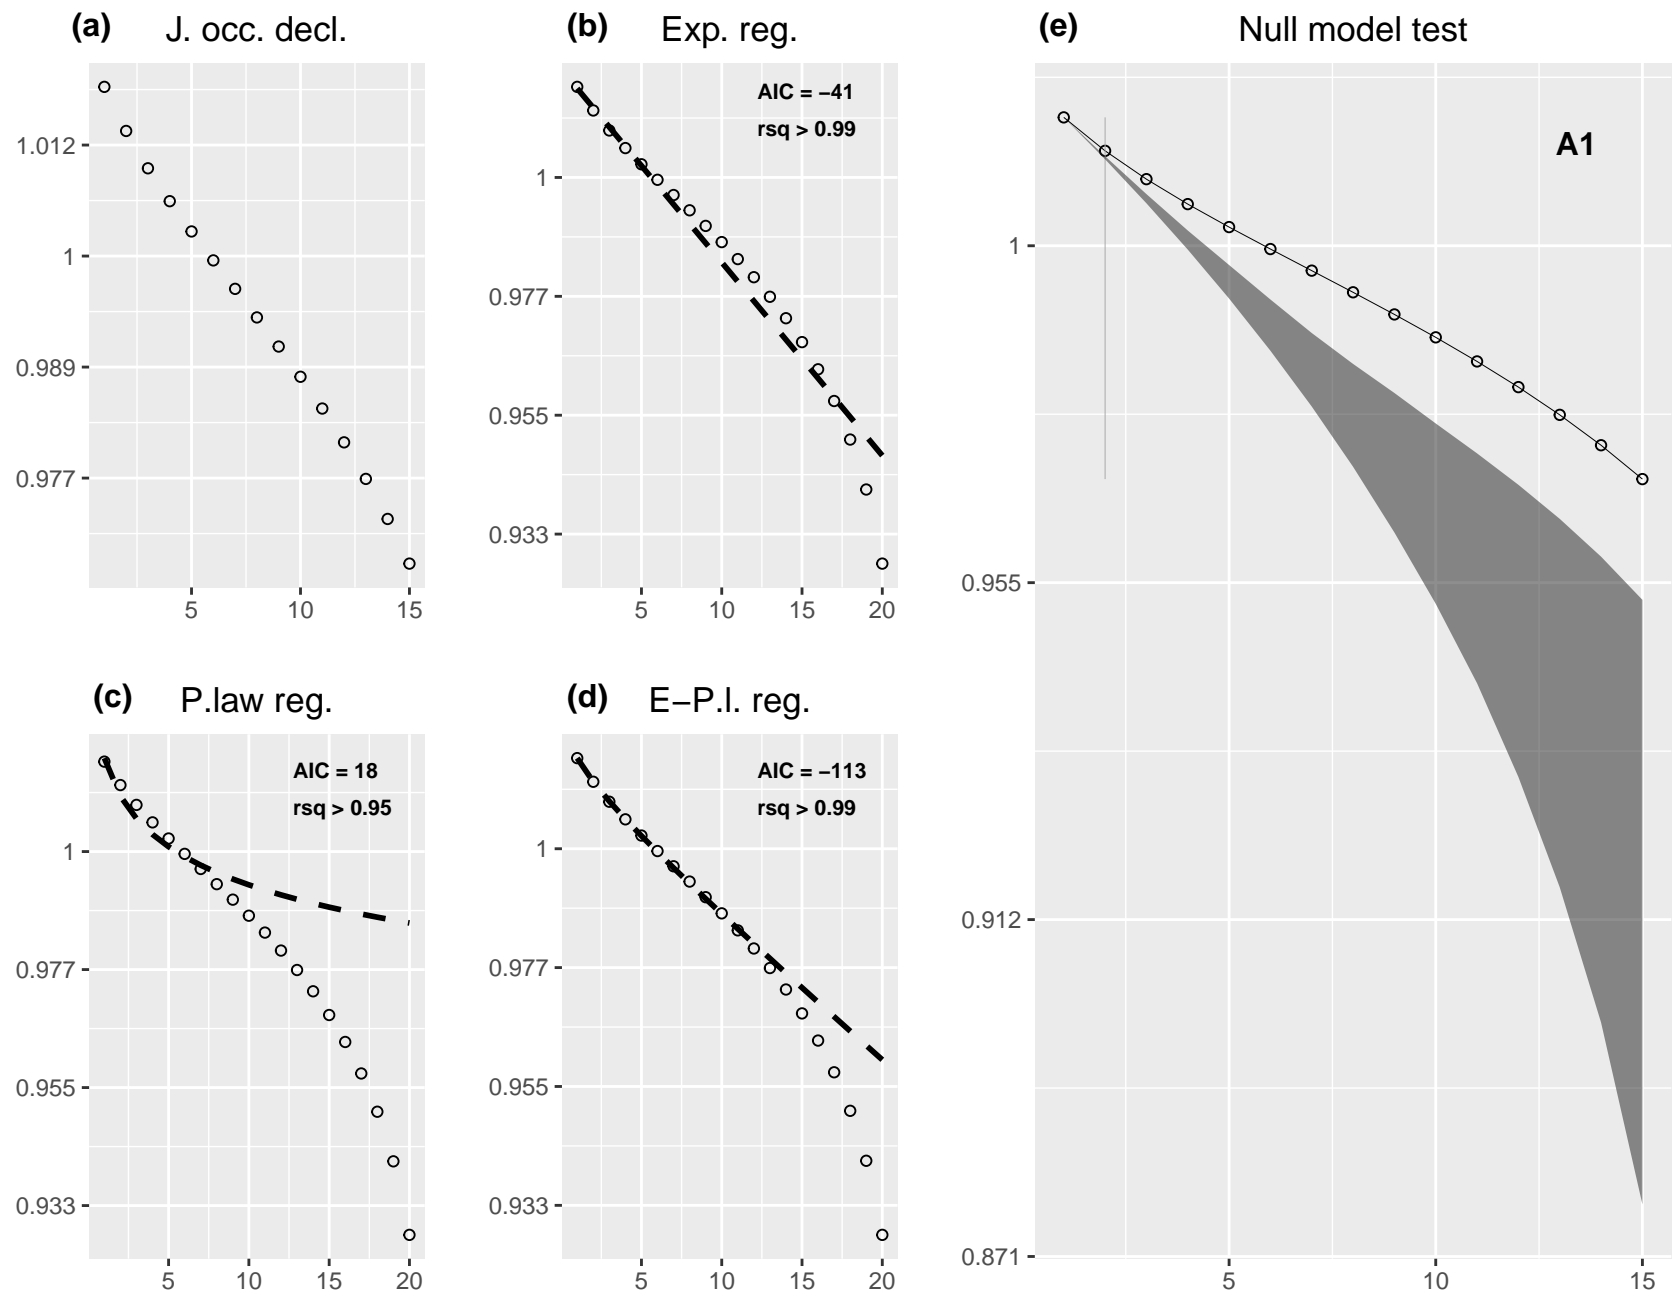 (a) J. occ. decl.
1.012
1
0.989
0.977
5 10 15
(b) Exp. reg.
AIC = −41
rsq > 0.99
1
0.977
0.955
0.933
5 10 15 20
(e) Null model test
A1
1
0.955
0.912
0.871
5 10 15
(c) P.law reg.
AIC = 18
rsq > 0.95
1
0.977
0.955
0.933
5 10 15 20
(d) E−P.l. reg.
AIC = −113
rsq > 0.99
1
0.977
0.955
0.933
5 10 15 20